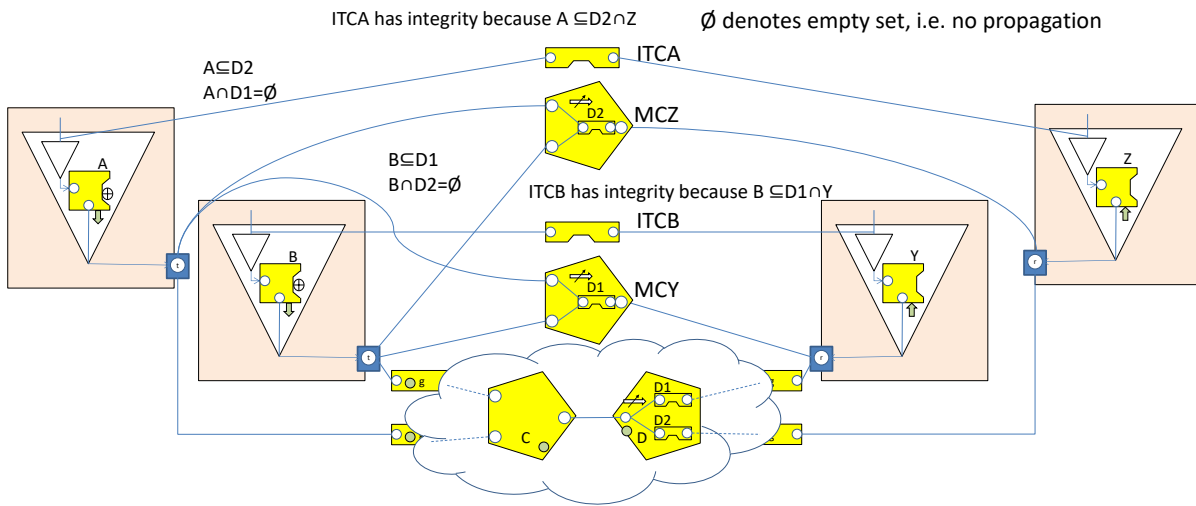 ITCA has integrity because A ⊆D2∩Z
Ø denotes empty set, i.e. no propagation
ITCA
A⊆D2
A∩D1=Ø
MCZ
D2
A
Z
B⊆D1
B∩D2=Ø
ITCB has integrity because B ⊆D1∩Y
ITCB
t
r
B
Y
D1
MCY
t
r
g
D1
D2
C
D